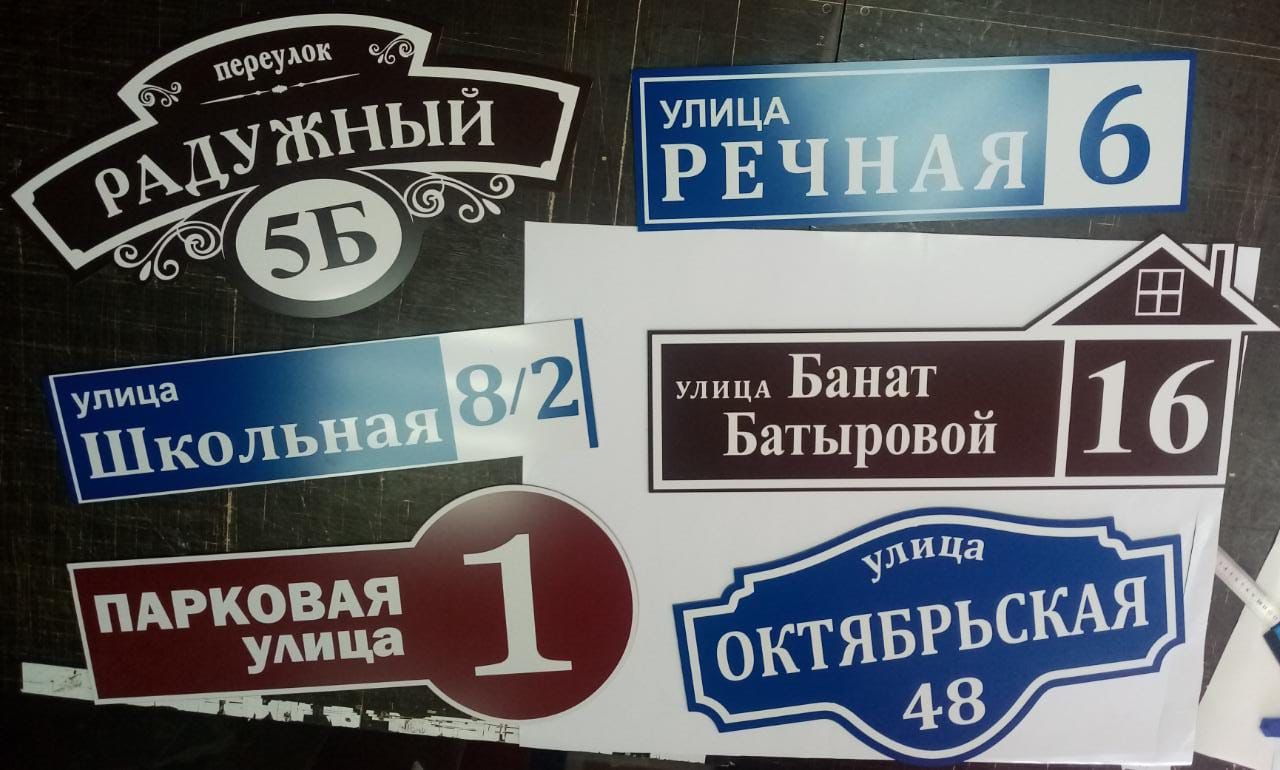 переулок
РАДУЖНЫЙ
5Б
УЛИЦА
РЕЧНАЯ
6
улица
Школьная
8/2
улица Банат
Батыровой
16
ПАРКОВАЯ
улица
1
улица
ОКТЯБРЬСКАЯ
48